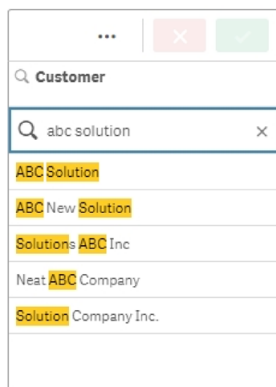 Customer
abc solution
ABC Solution
ABC New Solution
Solutions ABC Inc
Neat ABC Company
Solution Company Inc.